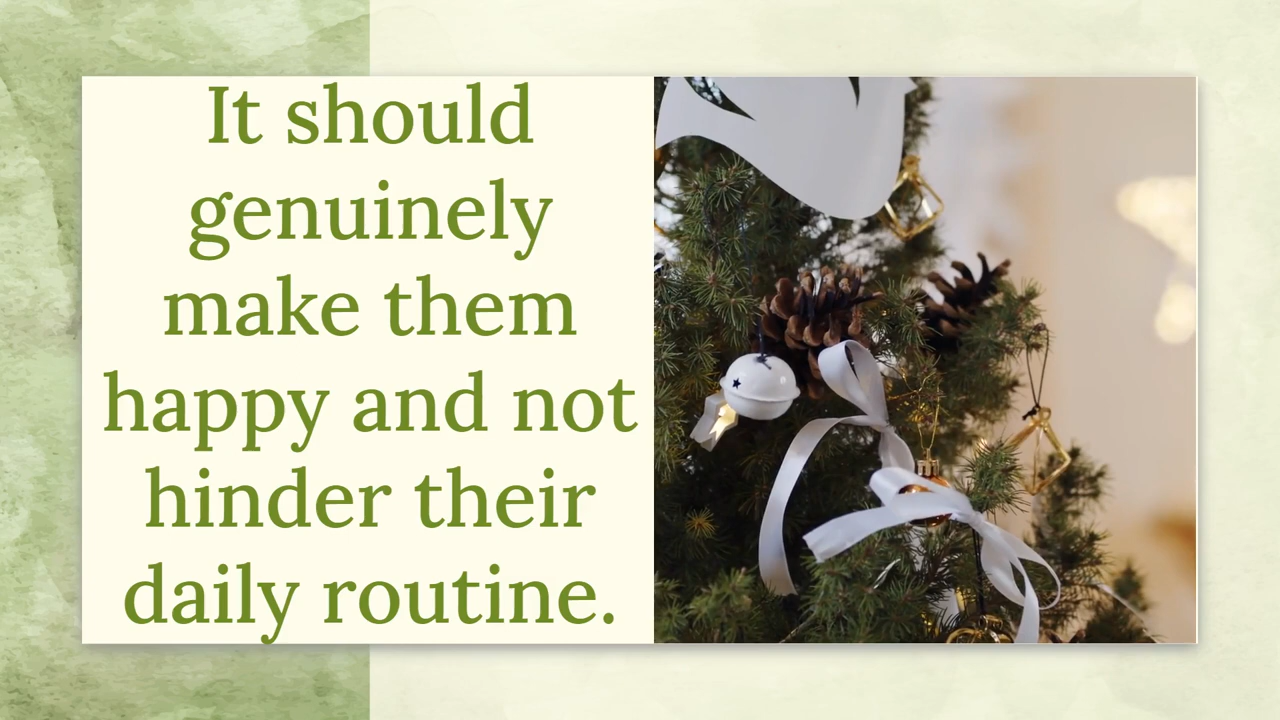 It should
genuinely
make them
happy and not
hinder their
daily routine.